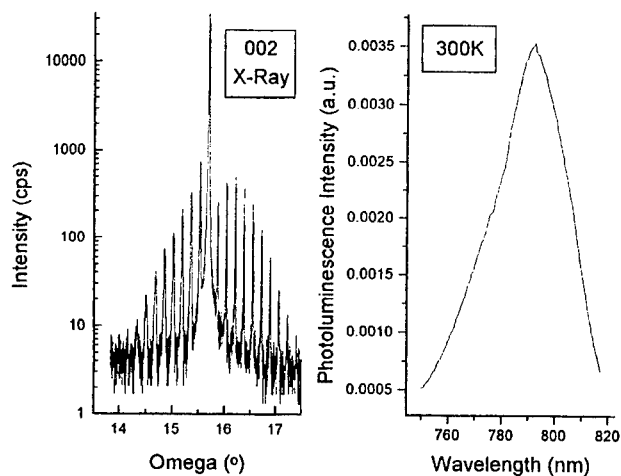 10000
1000
100
10
1
Intensity (cps)
002
X-Ray
14 15 16 17
Omega (º)
0.0035
0.0030
0.0025
0.0020
0.0015
0.0010
0.0005
Photoluminescence Intensity (a.u.)
300K
760 780 800 820
Wavelength (nm)